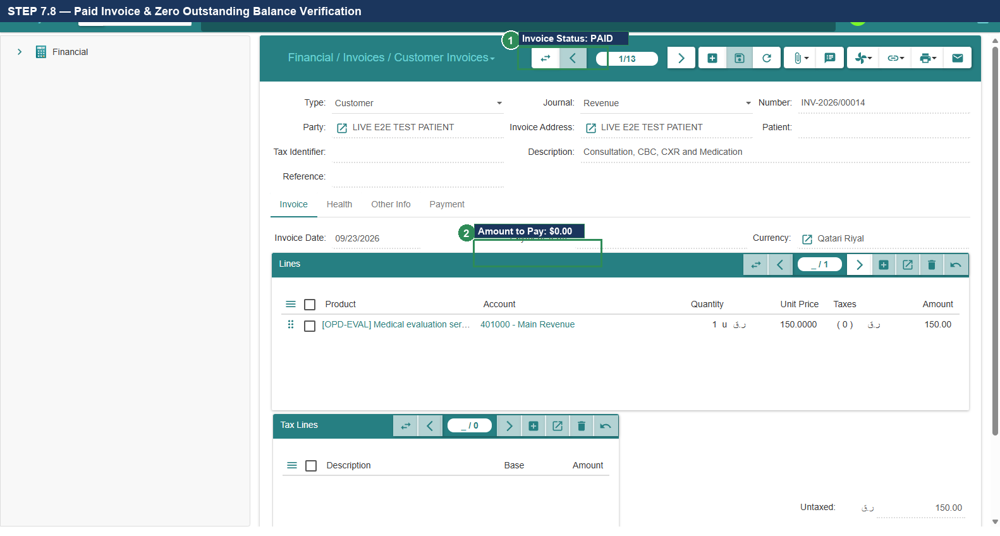 STEP 7.8 — Paid Invoice & Zero Outstanding Balance Verification
Financial
1
Invoice Status: PAID
Financial / Invoices / Customer Invoices
1/13
Type: Customer
Journal: Revenue
Number: INV-2026/00014
Party: LIVE E2E TEST PATIENT
Invoice Address: LIVE E2E TEST PATIENT
Patient:
Tax Identifier:
Description: Consultation, CBC, CXR and Medication
Reference:
Invoice Health Other Info Payment
2
Amount to Pay: $0.00
Invoice Date: 09/23/2026
Currency: Qatari Riyal
Lines
_ / 1
Product Account Quantity Unit Price Taxes Amount
[OPD-EVAL] Medical evaluation ser... 401000 - Main Revenue 1 u ر.ق 150.0000 ( 0 ) ر.ق 150.00
Tax Lines
_ / 0
Description Base Amount
Untaxed: ر.ق 150.00